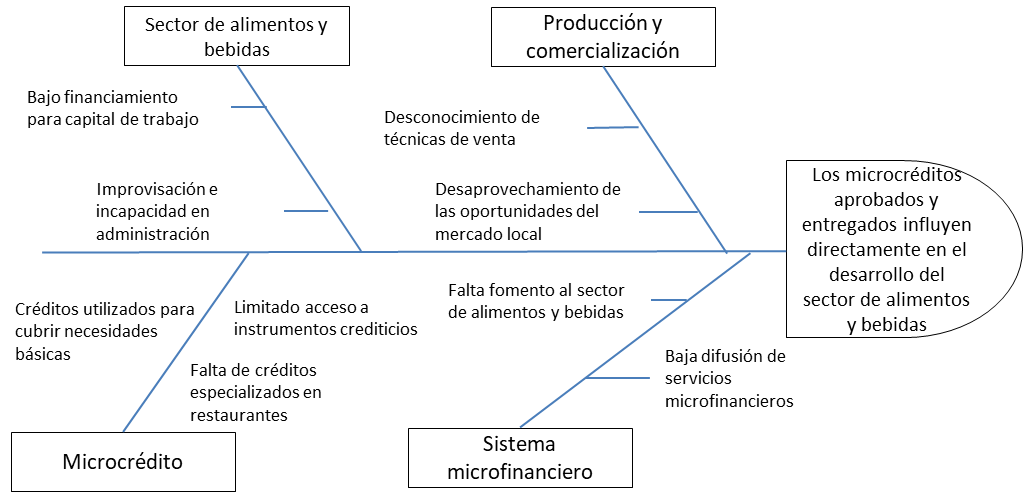 Sector de alimentos y
bebidas
Producción y
comercialización
Bajo financiamiento
para capital de trabajo
Desconocimiento de
técnicas de venta
Improvisación e
incapacidad en
administración
Desaprovechamiento de
las oportunidades del
mercado local
Los microcréditos
aprobados y
entregados influyen
directamente en el
desarrollo del
sector de alimentos
y bebidas
Créditos utilizados para
cubrir necesidades
básicas
Limitado acceso a
instrumentos crediticios
Falta de créditos
especializados en
restaurantes
Falta fomento al sector
de alimentos y bebidas
Baja difusión de
servicios
microfinancieros
Microcrédito
Sistema
microfinanciero